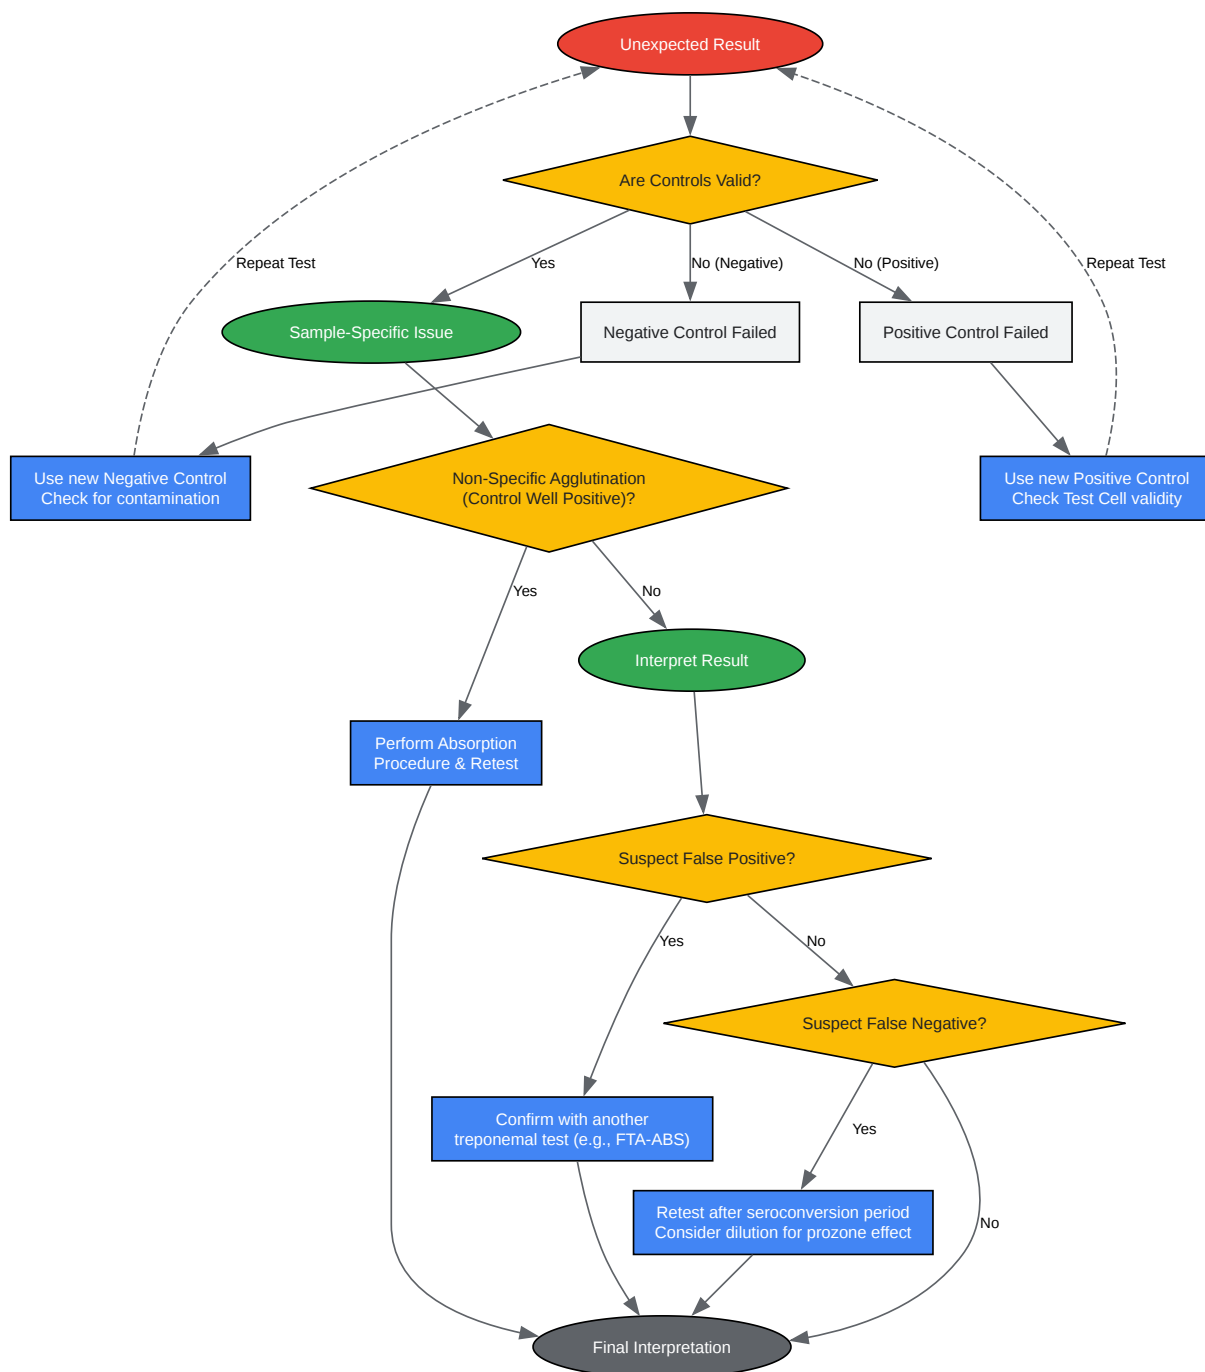 Unexpected Result
Are Controls Valid?
Repeat Test
Yes
No (Negative)
No (Positive)
Repeat Test
Sample-Specific Issue
Negative Control Failed
Positive Control Failed
Use new Negative Control
Check for contamination
Non-Specific Agglutination
(Control Well Positive)?
Use new Positive Control
Check Test Cell validity
Yes
No
Interpret Result
Perform Absorption
Procedure & Retest
Suspect False Positive?
Yes
No
Suspect False Negative?
Confirm with another
treponemal test (e.g., FTA-ABS)
Yes
Retest after seroconversion period
Consider dilution for prozone effect
No
Final Interpretation